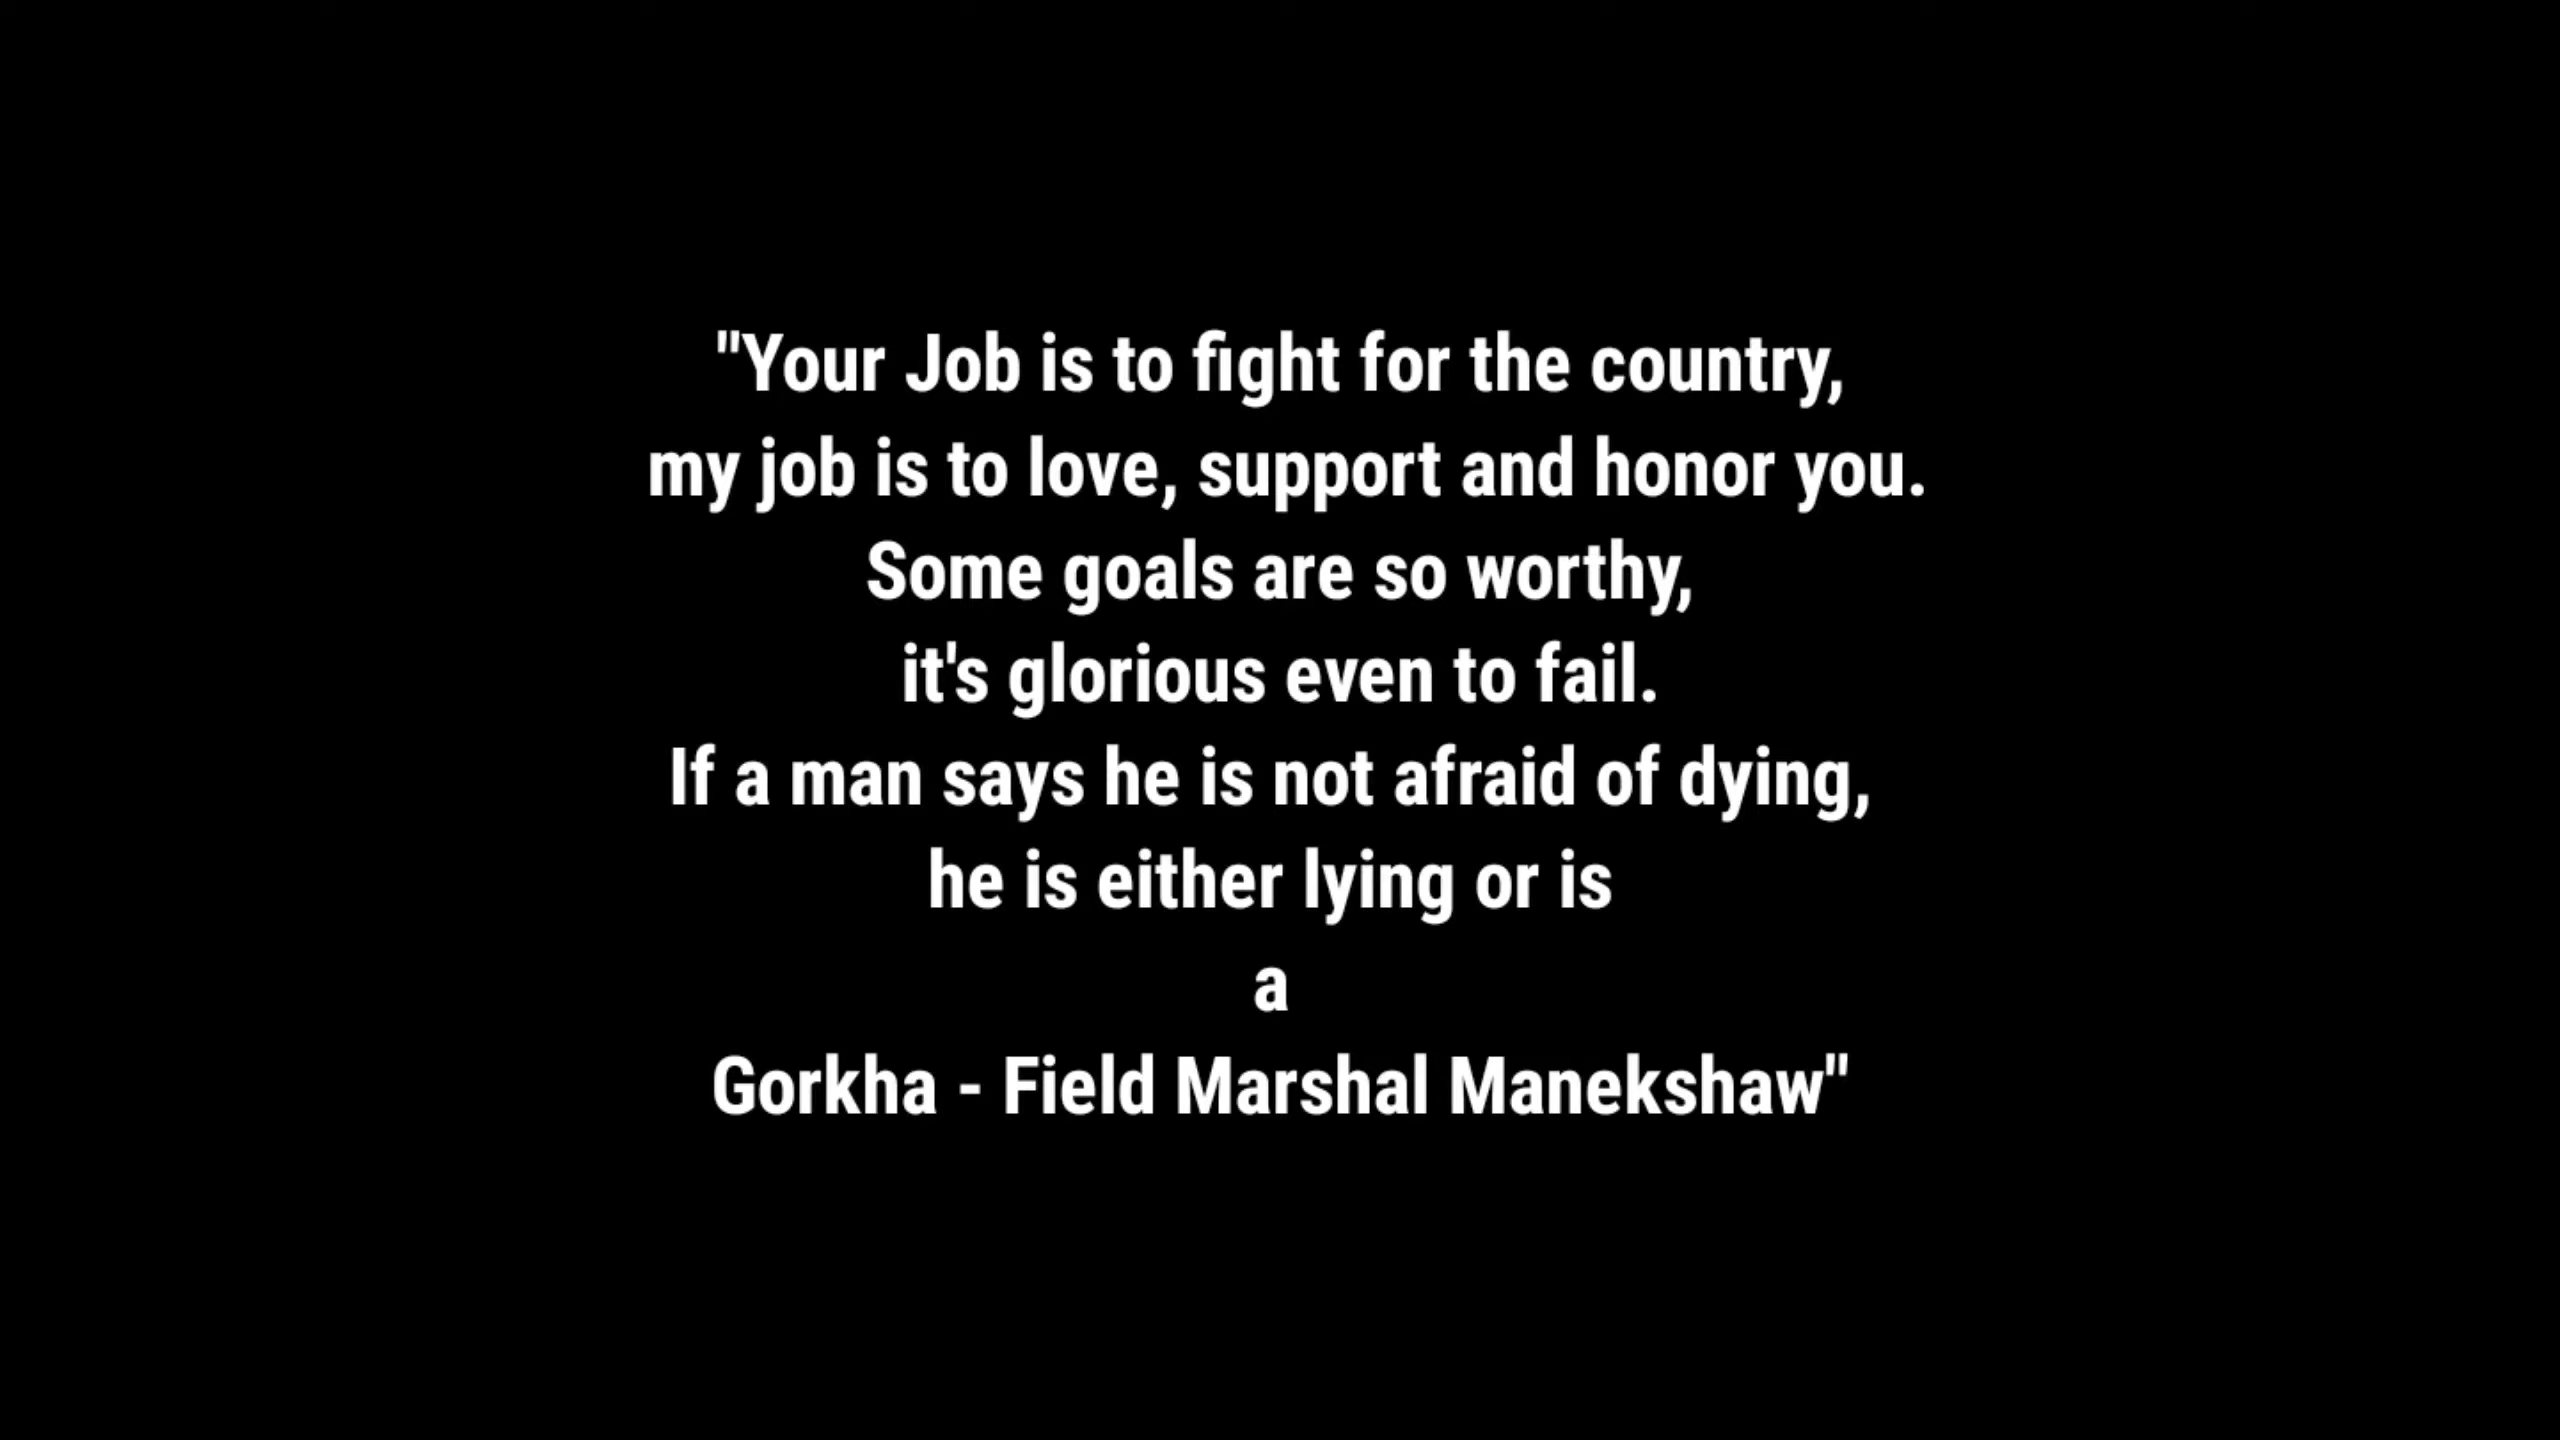 "Your Job is to fight for the country,
my job is to love, support and honor you.
Some goals are so worthy,
it's glorious even to fail.
If a man says he is not afraid of dying,
he is either lying or is
a
Gorkha - Field Marshal Manekshaw"